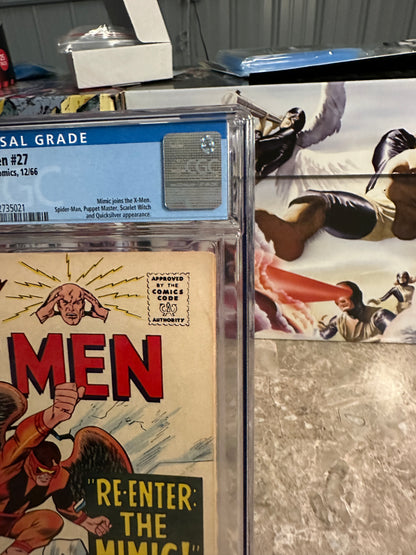 SAL GRADE
en #27
omics, 12/66
Mimic joins the X-Men.
Spider-Man, Puppet Master, Scarlet Witch
and Quicksilver appearance.
2735021
CGC
APPROVED
BY THE
COMICS
CODE
AUTHORITY
MEN
RE-ENTER:
THE
MIMIC!